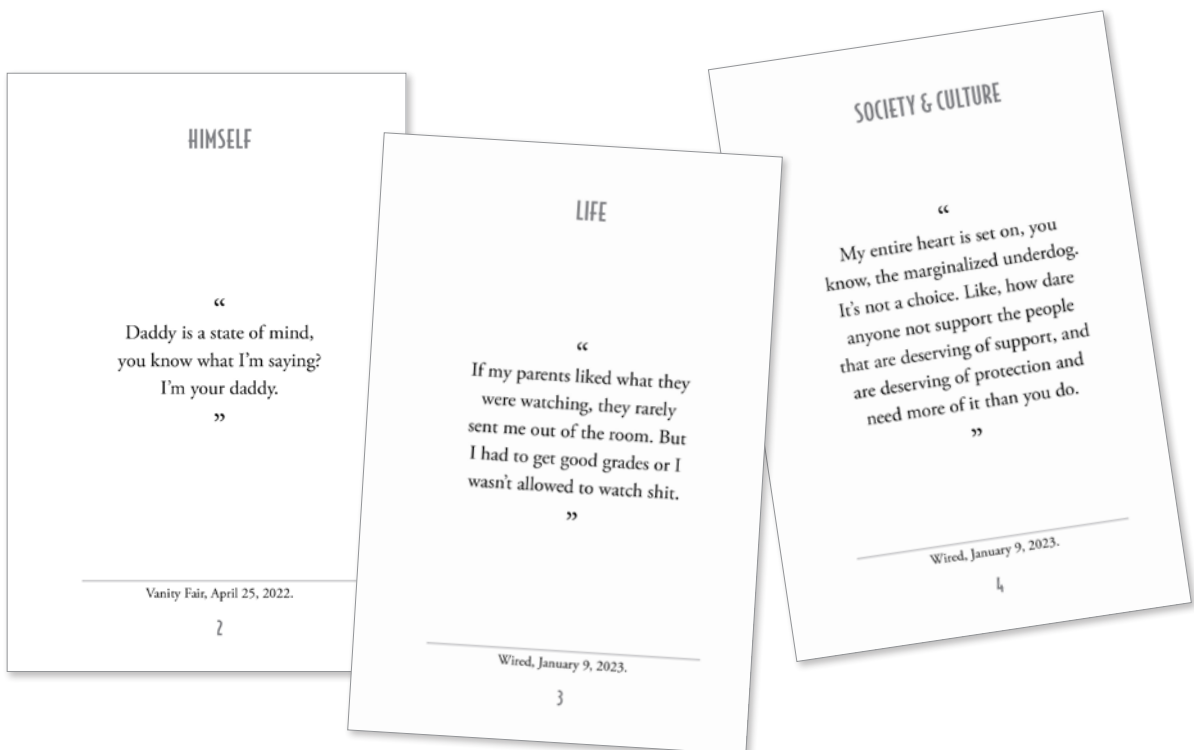 HIMSELF
“
Daddy is a state of mind,
you know what I’m saying?
I’m your daddy.
”
Vanity Fair, April 25, 2022.
2
LIFE
“
If my parents liked what they
were watching, they rarely
sent me out of the room. But
I had to get good grades or I
wasn’t allowed to watch shit.
”
Wired, January 9, 2023.
3
SOCIETY & CULTURE
“
My entire heart is set on, you
know, the marginalized underdog.
It’s not a choice. Like, how dare
anyone not support the people
that are deserving of support, and
are deserving of protection and
need more of it than you do.
”
Wired, January 9, 2023.
4